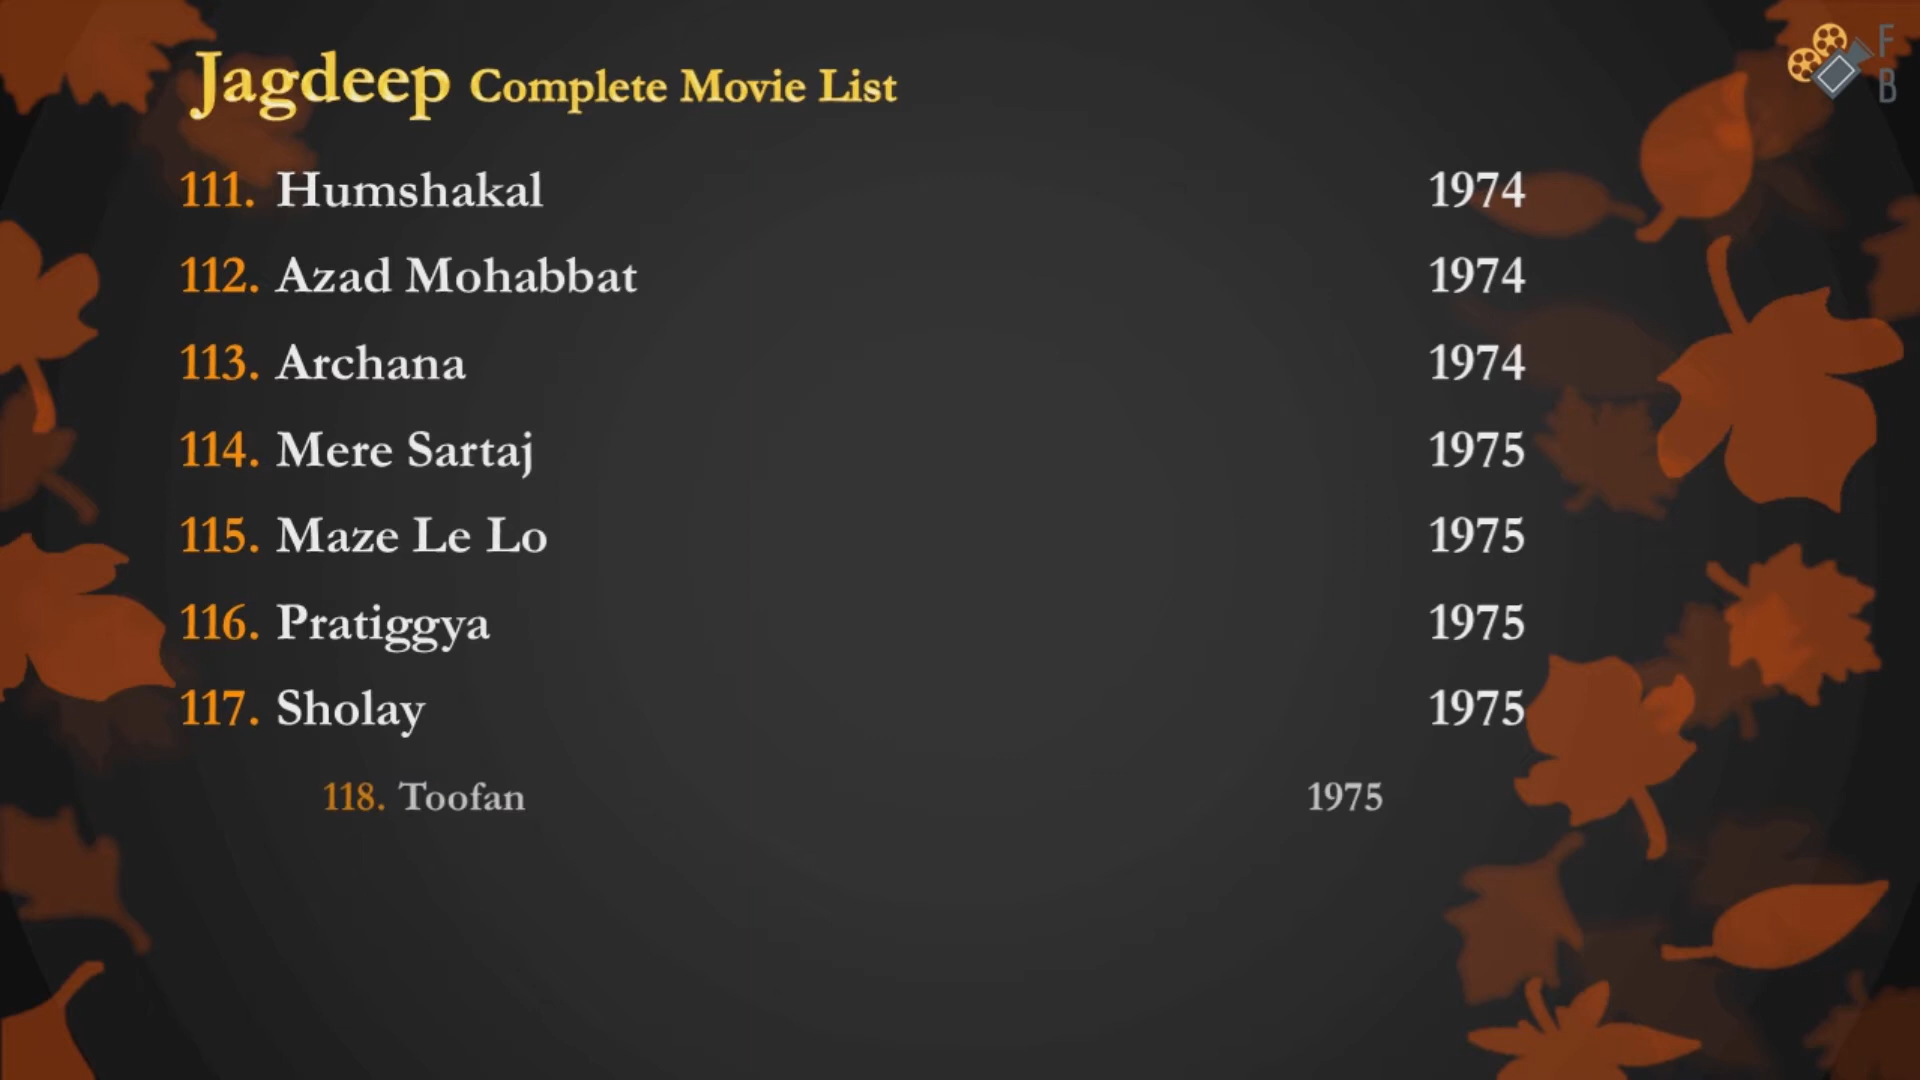 Jagdeep Complete Movie List
F
B
111. Humshakal 1974
112. Azad Mohabbat 1974
113. Archana 1974
114. Mere Sartaj 1975
115. Maze Le Lo 1975
116. Pratiggya 1975
117. Sholay 1975
118. Toofan 1975